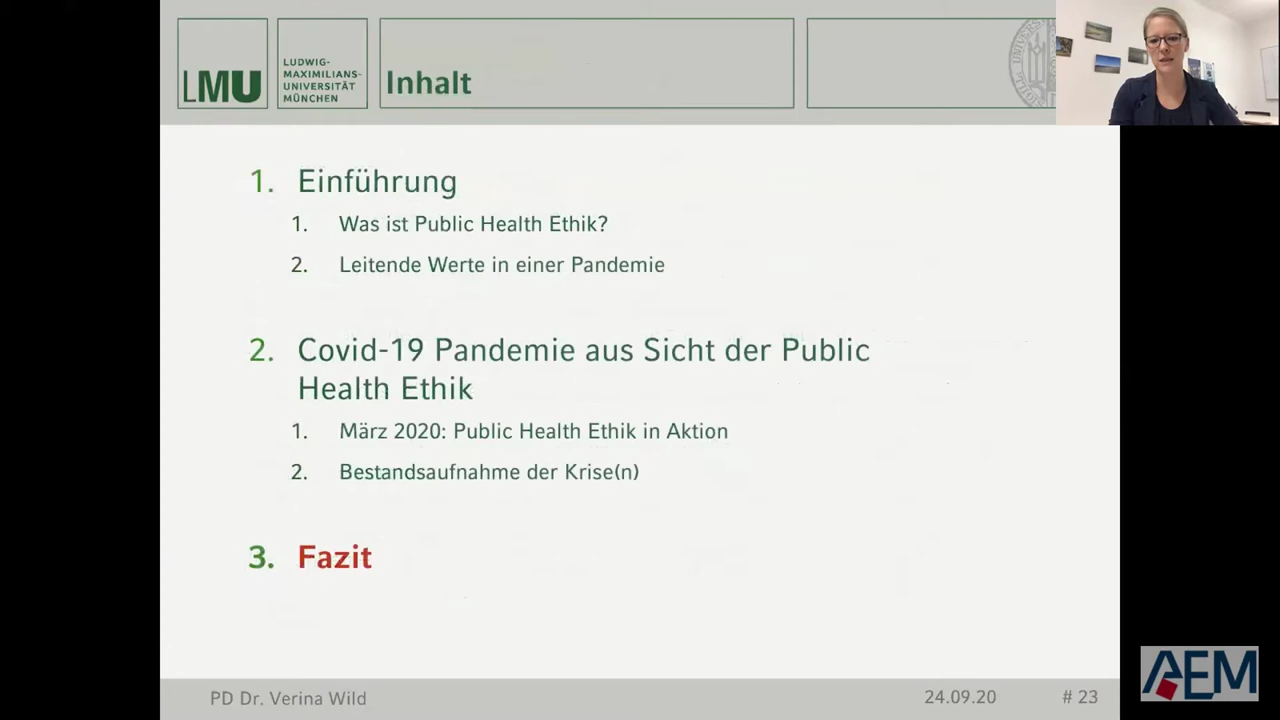 LMU
LUDWIG-
MAXIMILIANS-
UNIVERSITÄT
MÜNCHEN
Inhalt
1. Einführung
1. Was ist Public Health Ethik?
2. Leitende Werte in einer Pandemie
2. Covid-19 Pandemie aus Sicht der Public
Health Ethik
1. März 2020: Public Health Ethik in Aktion
2. Bestandsaufnahme der Krise(n)
3. Fazit
PD Dr. Verina Wild
24.09.20
# 23
AEM